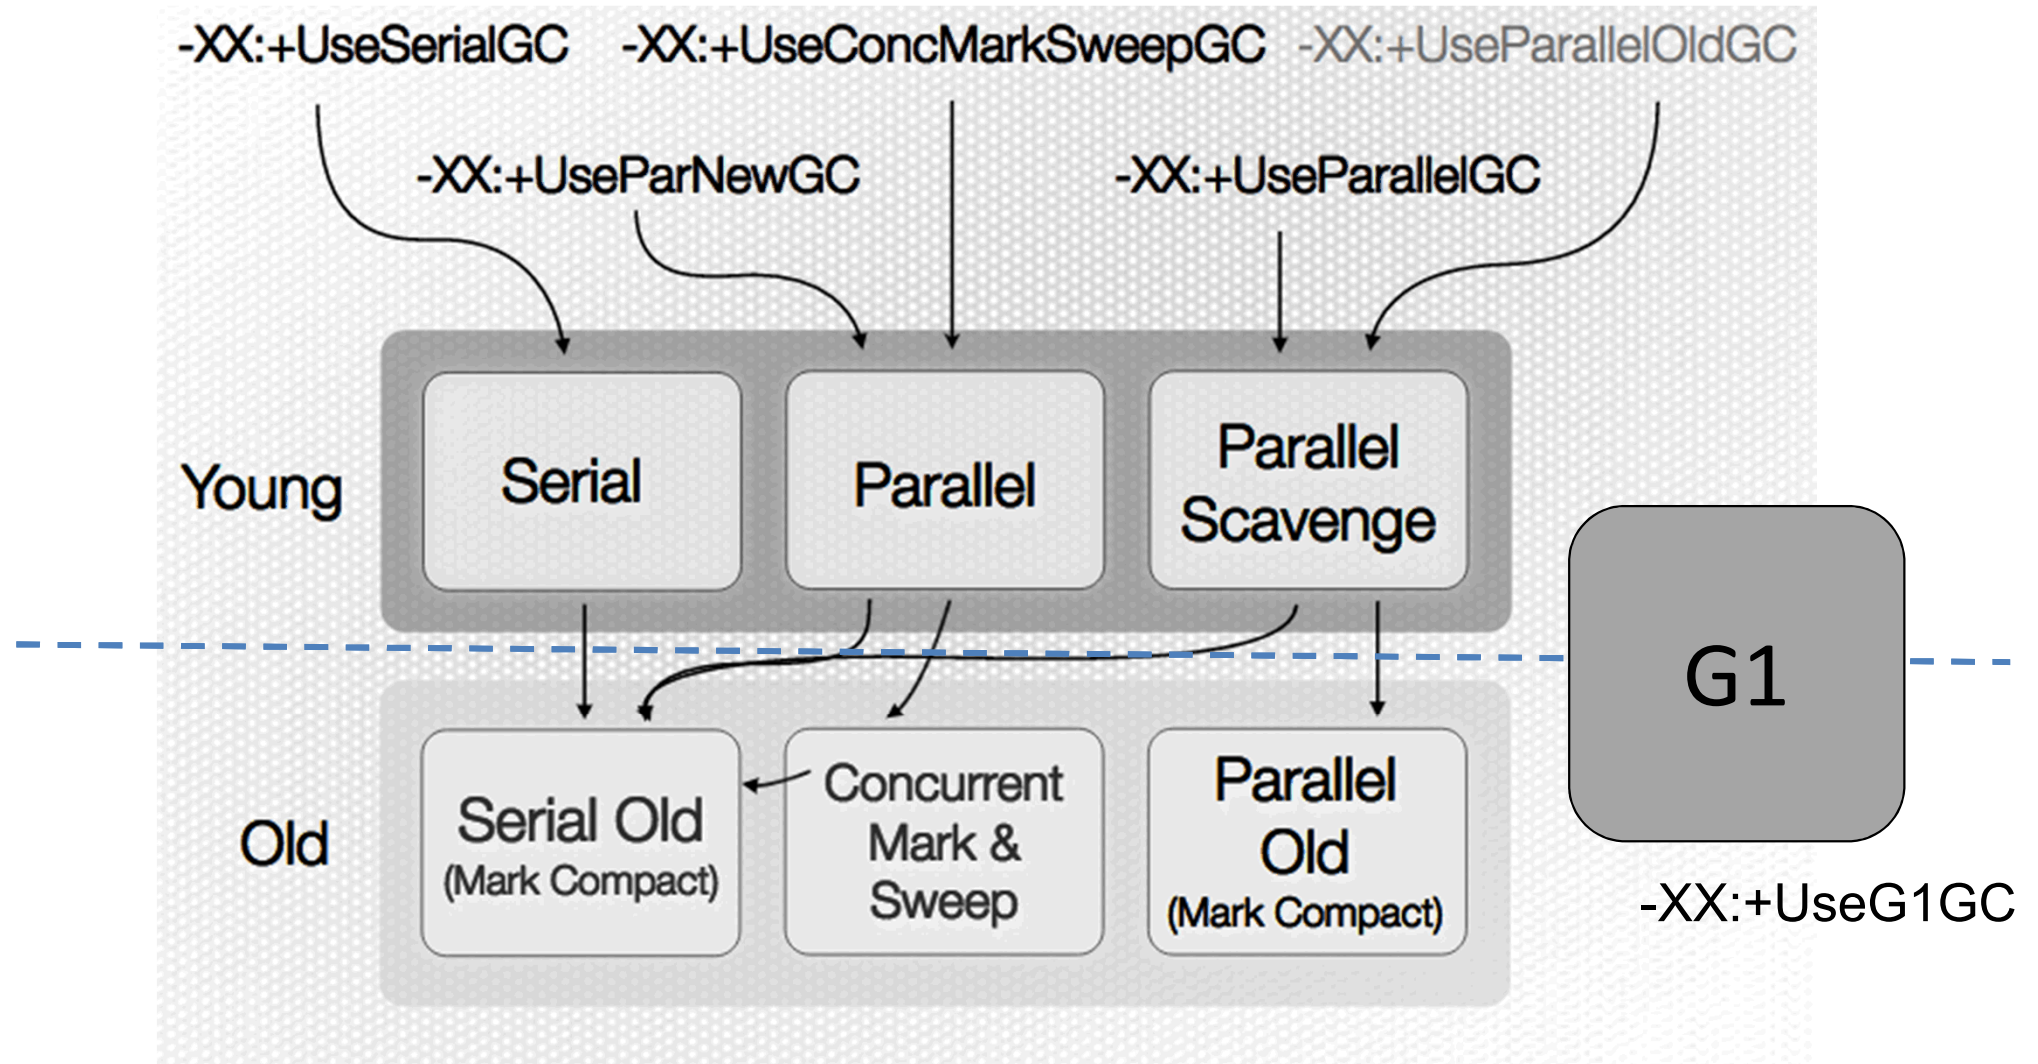 -XX:+UseSerialGC
-XX:+UseConcMarkSweepGC
-XX:+UseParallelOldGC
-XX:+UseParNewGC
-XX:+UseParallelGC
Young
Serial
Parallel
Parallel
Scavenge
G1
Old
Serial Old
(Mark Compact)
Concurrent
Mark &
Sweep
Parallel
Old
(Mark Compact)
-XX:+UseG1GC